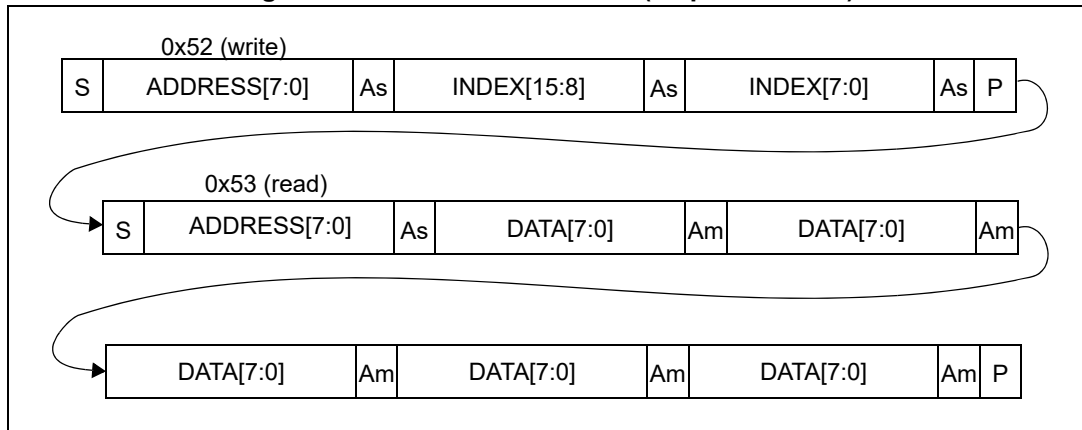 0x52 (write)
S ADDRESS[7:0] As INDEX[15:8] As INDEX[7:0] As P
0x53 (read)
S ADDRESS[7:0] As DATA[7:0] Am DATA[7:0] Am
DATA[7:0] Am DATA[7:0] Am DATA[7:0] Am P